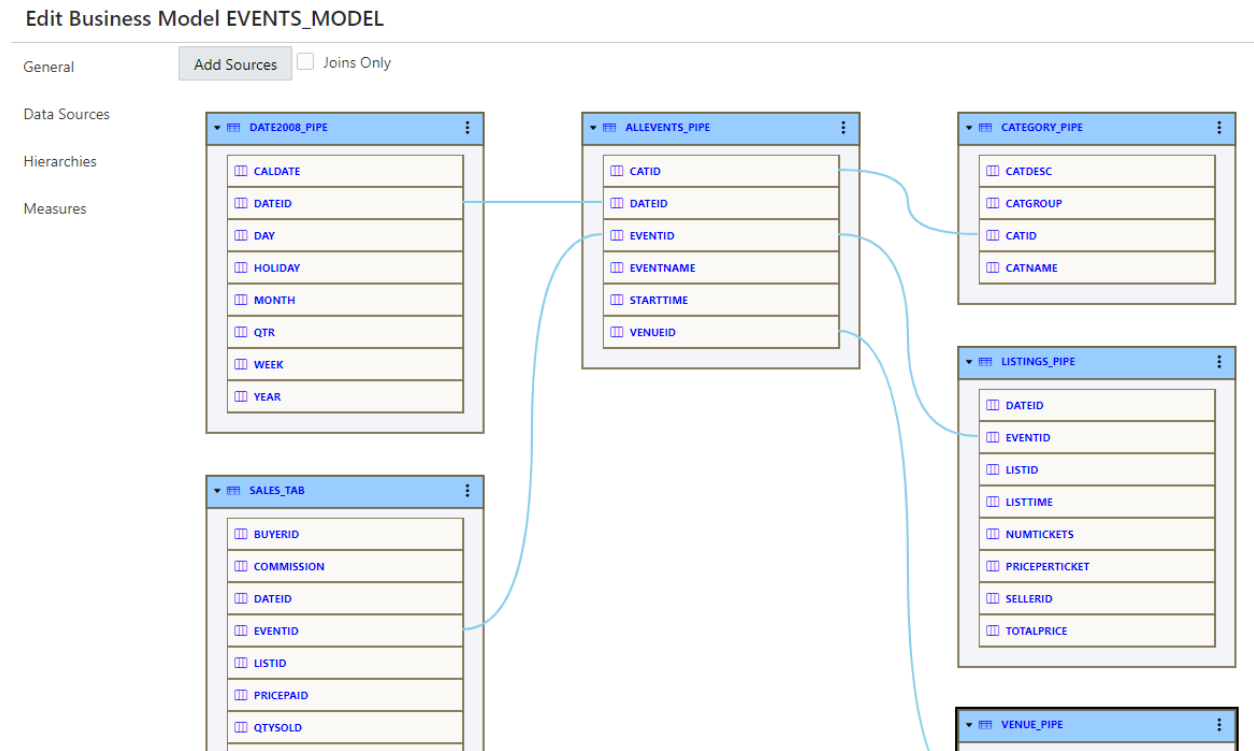 Edit Business Model EVENTS_MODEL
General
Data Sources
Hierarchies
Measures
Add Sources
Joins Only
DATE2008_PIPE
CALDATE
DATEID
DAY
HOLIDAY
MONTH
QTR
WEEK
YEAR
SALES_TAB
BUYERID
COMMISSION
DATEID
EVENTID
LISTID
PRICEPAID
QTYSOLD
ALLEVENTS_PIPE
CATID
DATEID
EVENTID
EVENTNAME
STARTTIME
VENUEID
CATEGORY_PIPE
CATDESC
CATGROUP
CATID
CATNAME
LISTINGS_PIPE
DATEID
EVENTID
LISTID
LISTTIME
NUMTICKETS
PRICEPERTICKET
SELLERID
TOTALPRICE
VENUE_PIPE